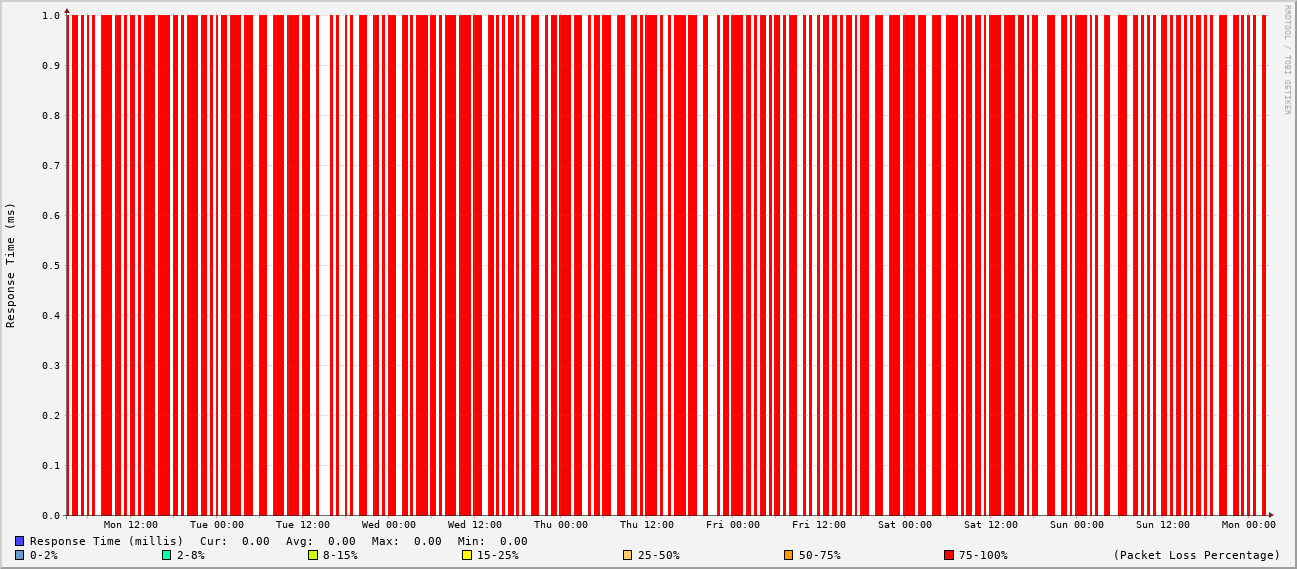 RRDTOOL / TOBI OETIKER
Response Time (ms)
1.0
0.9
0.8
0.7
0.6
0.5
0.4
0.3
0.2
0.1
0.0
Mon 12:00 Tue 00:00 Tue 12:00 Wed 00:00 Wed 12:00 Thu 00:00 Thu 12:00 Fri 00:00 Fri 12:00 Sat 00:00 Sat 12:00 Sun 00:00 Sun 12:00 Mon 00:00
Response Time (millis) Cur: 0.00 Avg: 0.00 Max: 0.00 Min: 0.00
0-2% 2-8% 8-15% 15-25% 25-50% 50-75% 75-100% (Packet Loss Percentage)